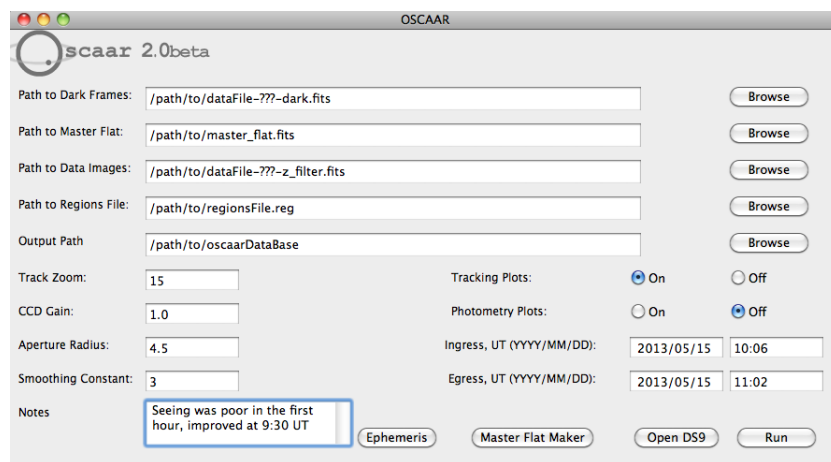 OSCAAR
Oscaar 2.0beta
Path to Dark Frames: /path/to/dataFile-???-dark.fits Browse
Path to Master Flat: /path/to/master_flat.fits Browse
Path to Data Images: /path/to/dataFile-???-z_filter.fits Browse
Path to Regions File: /path/to/regionsFile.reg Browse
Output Path /path/to/oscaarDataBase Browse
Track Zoom: 15 Tracking Plots: On Off
CCD Gain: 1.0 Photometry Plots: On Off
Aperture Radius: 4.5 Ingress, UT (YYYY/MM/DD): 2013/05/15 10:06
Smoothing Constant: 3 Egress, UT (YYYY/MM/DD): 2013/05/15 11:02
Notes Seeing was poor in the first
hour, improved at 9:30 UT
Ephemeris Master Flat Maker Open DS9 Run